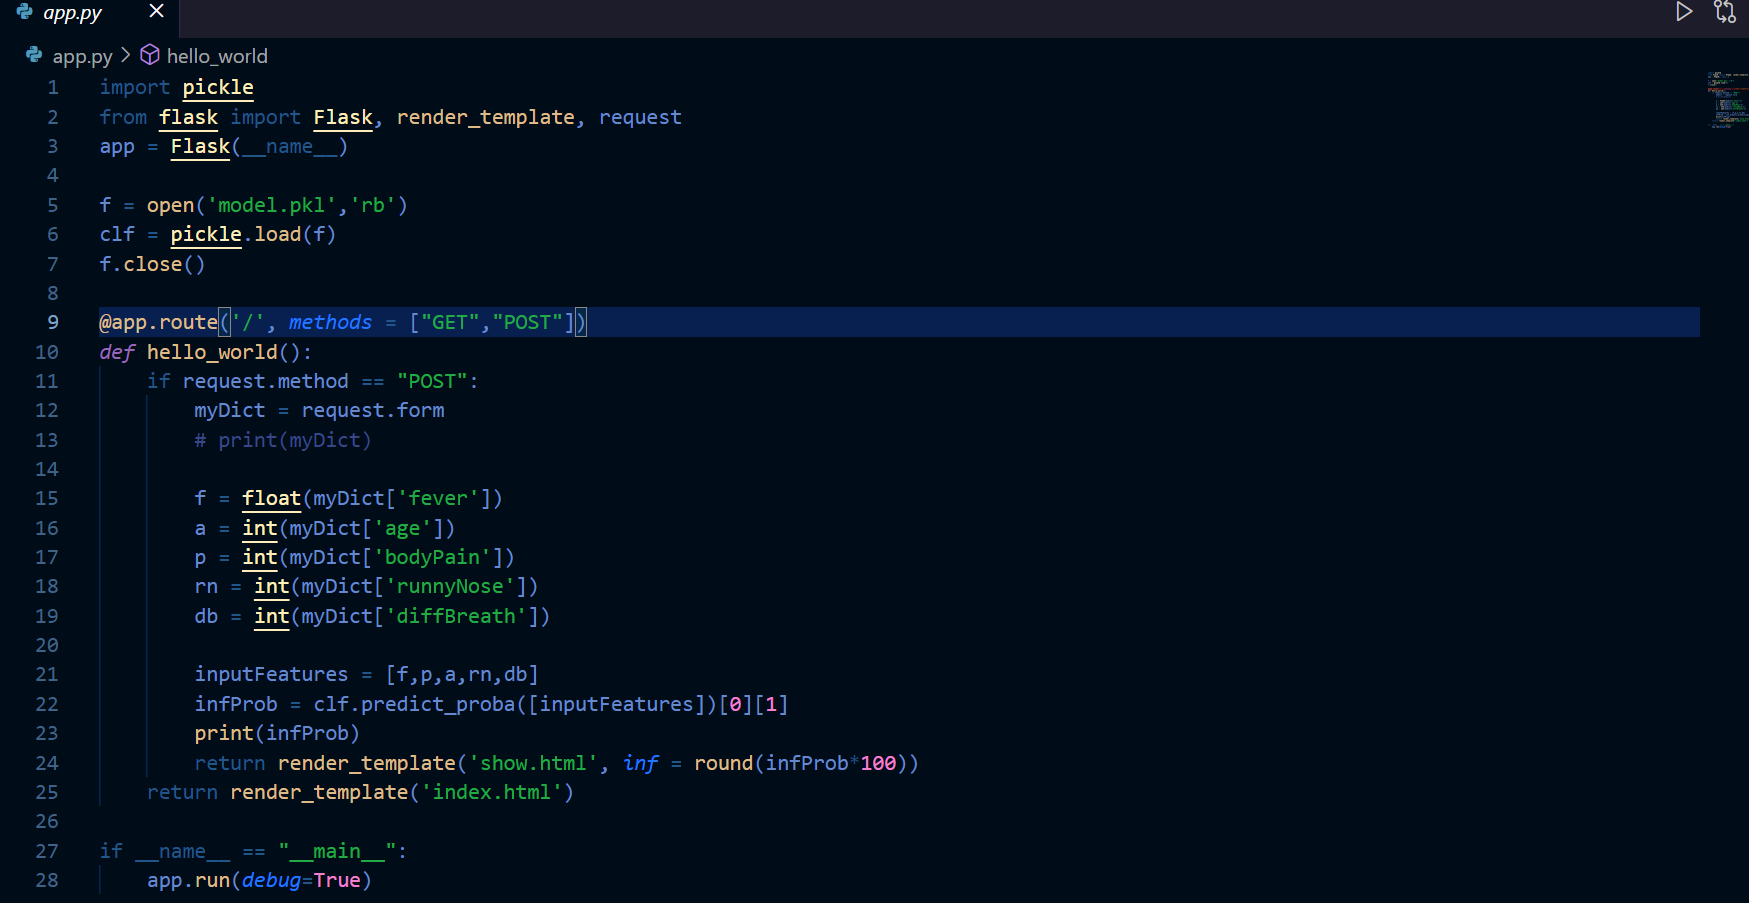 app.py
app.py > hello_world
1 import pickle
2 from flask import Flask, render_template, request
3 app = Flask(__name__)
4
5 f = open('model.pkl','rb')
6 clf = pickle.load(f)
7 f.close()
8
9 @app.route('/', methods = ["GET","POST"])
10 def hello_world():
11     if request.method == "POST":
12         myDict = request.form
13         # print(myDict)
14
15         f = float(myDict['fever'])
16         a = int(myDict['age'])
17         p = int(myDict['bodyPain'])
18         rn = int(myDict['runnyNose'])
19         db = int(myDict['diffBreath'])
20
21         inputFeatures = [f,p,a,rn,db]
22         infProb = clf.predict_proba([inputFeatures])[0][1]
23         print(infProb)
24         return render_template('show.html', inf = round(infProb*100))
25     return render_template('index.html')
26
27 if __name__ == "__main__":
28     app.run(debug=True)